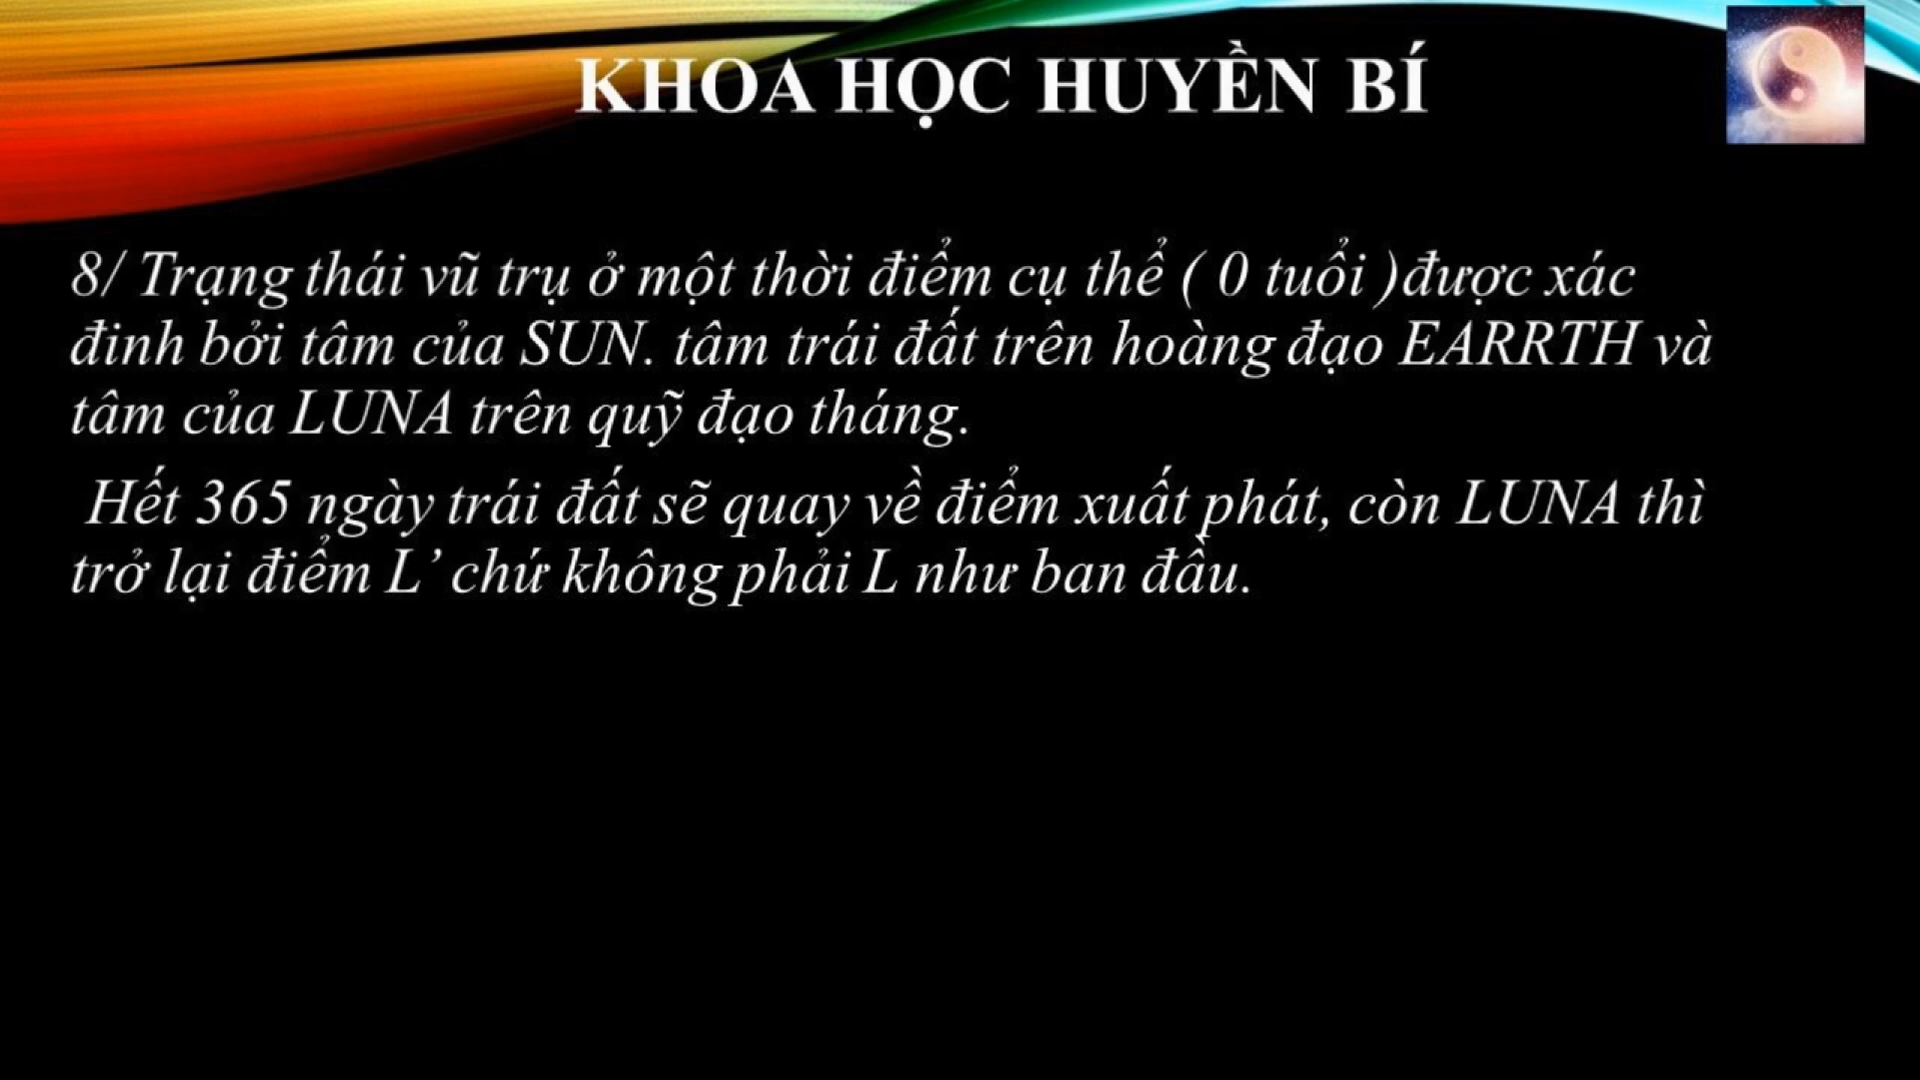 KHOA HỌC HUYỀN BÍ
8/ Trạng thái vũ trụ ở một thời điểm cụ thể ( 0 tuổi )được xác
đinh bởi tâm của SUN. tâm trái đất trên hoàng đạo EARRTH và
tâm của LUNA trên quỹ đạo tháng.
Hết 365 ngày trái đất sẽ quay về điểm xuất phát, còn LUNA thì
trở lại điểm L’ chứ không phải L như ban đầu.